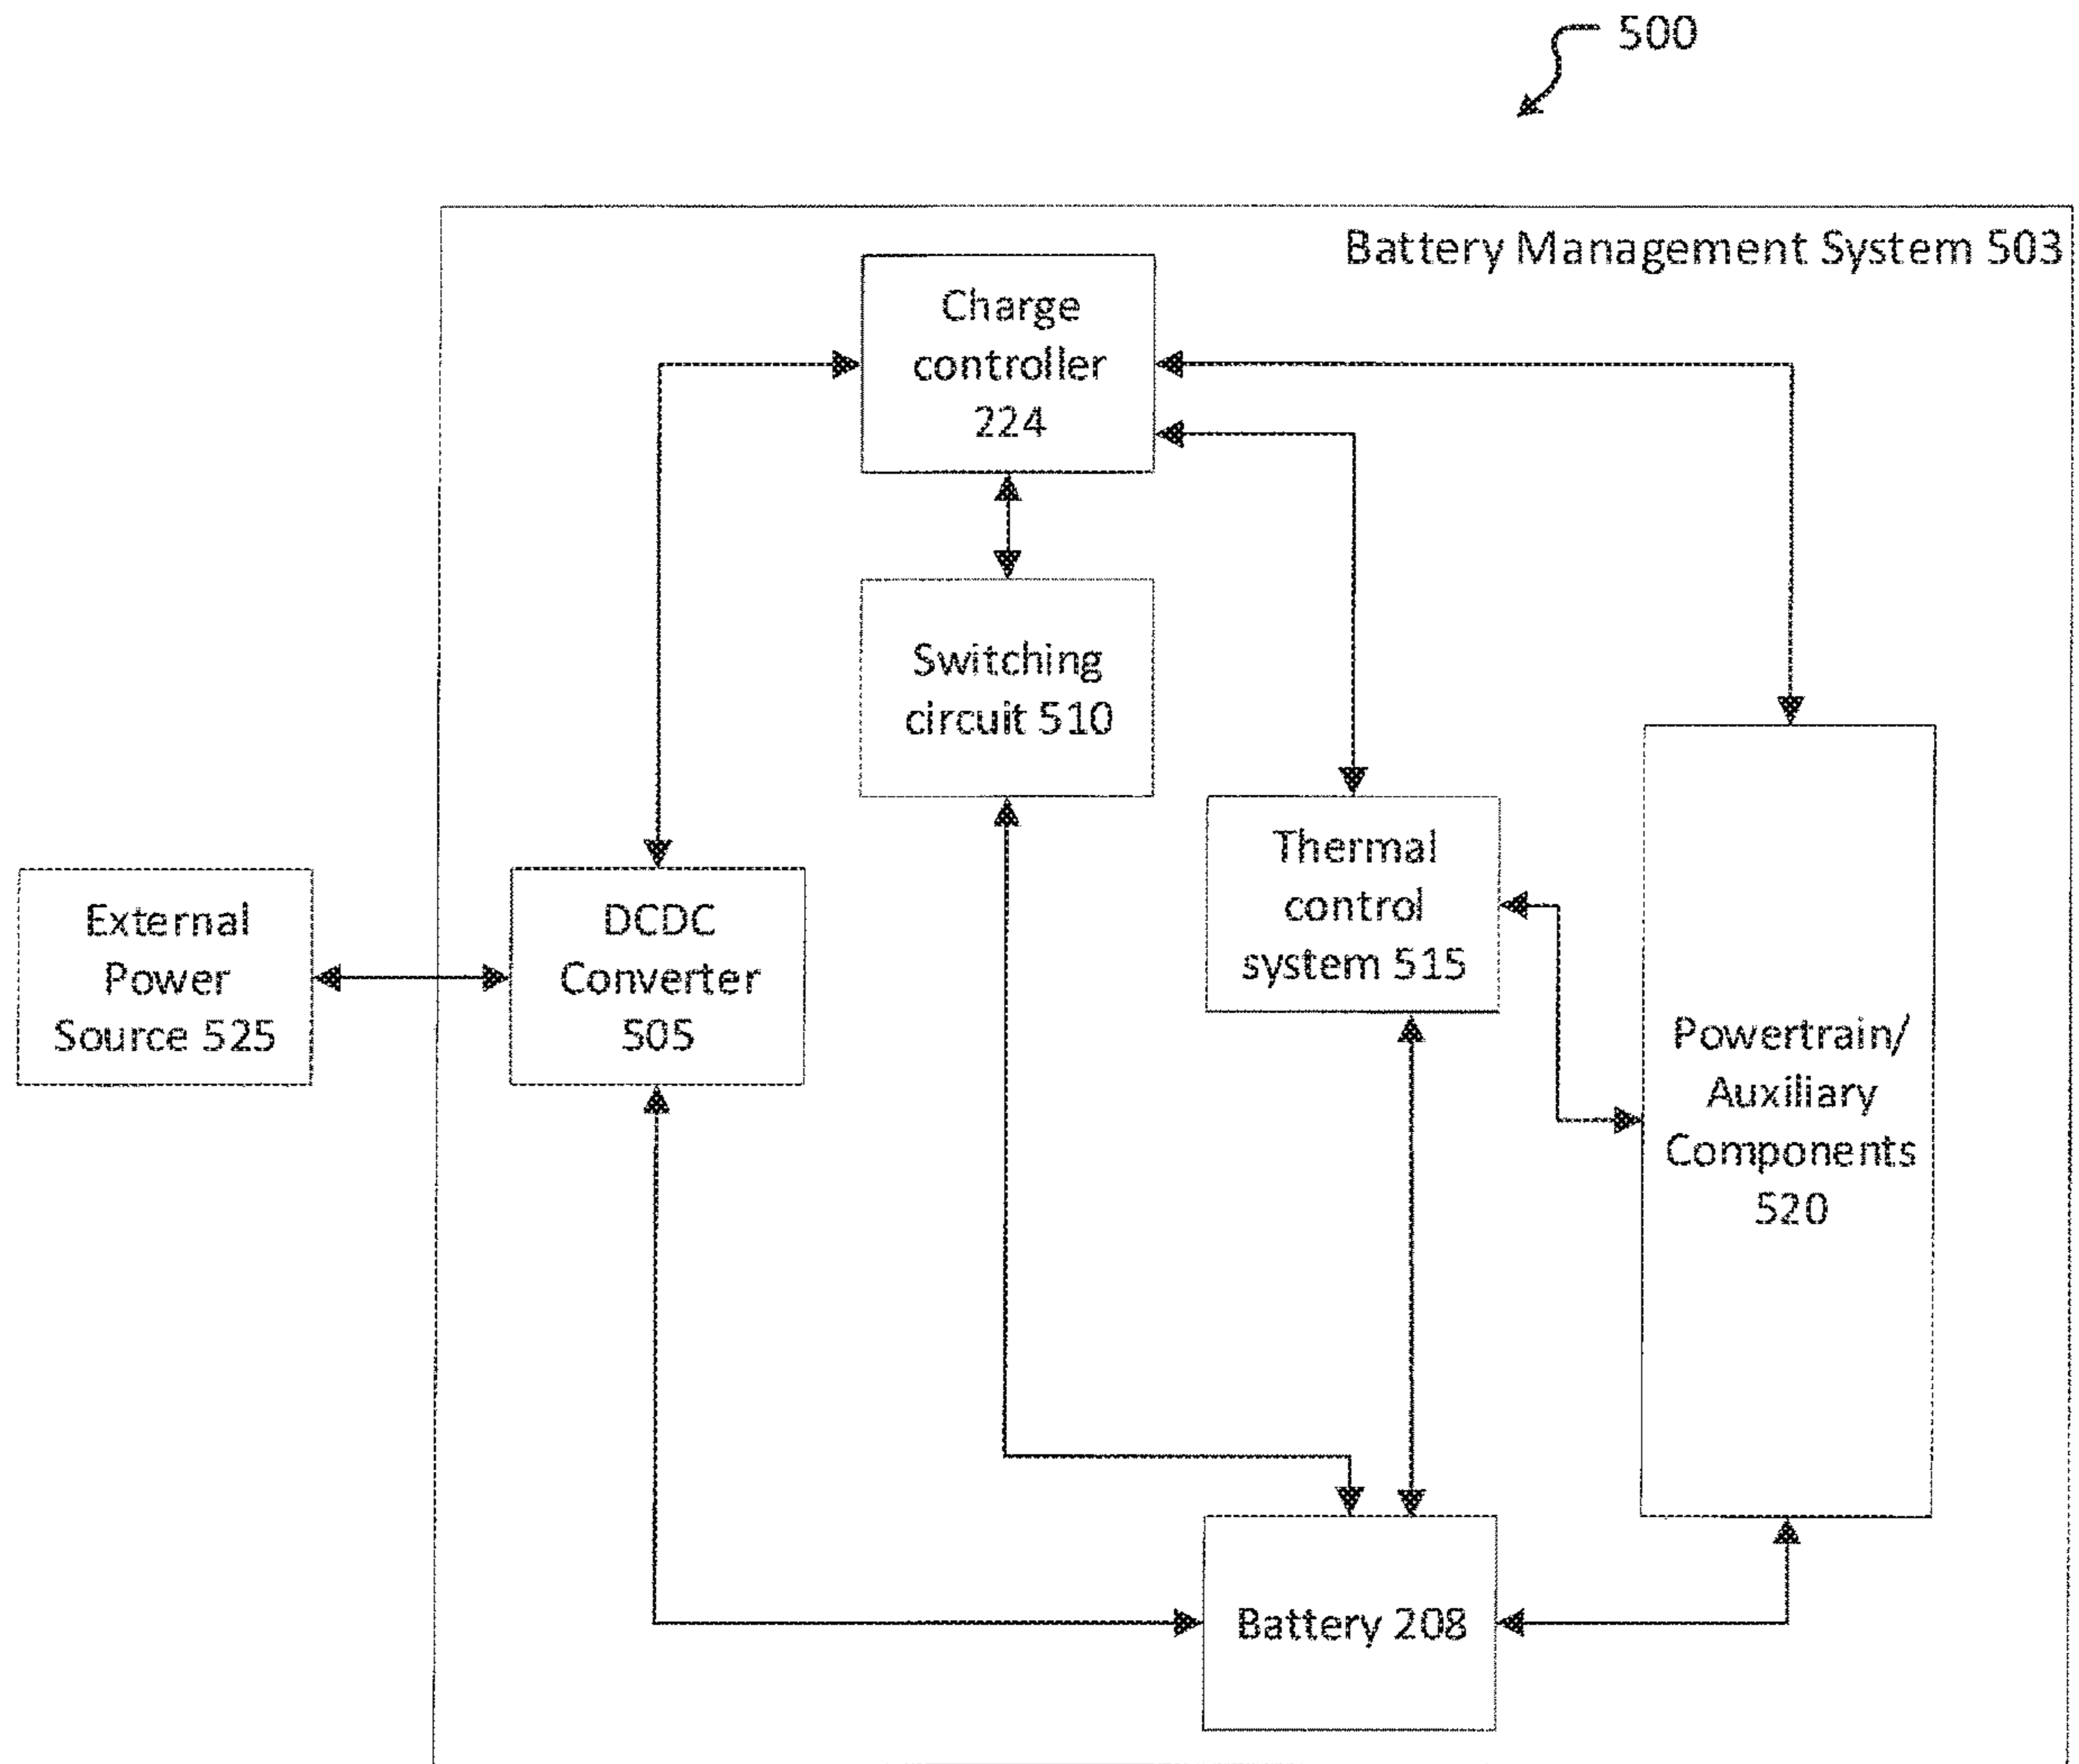 500
Battery Management System 503
Charge
controller
224
Switching
circuit 510
Thermal
control
system 515
External
Power
Source 525
DCDC
Converter
505
Powertrain/
Auxiliary
Components
520
Battery 208